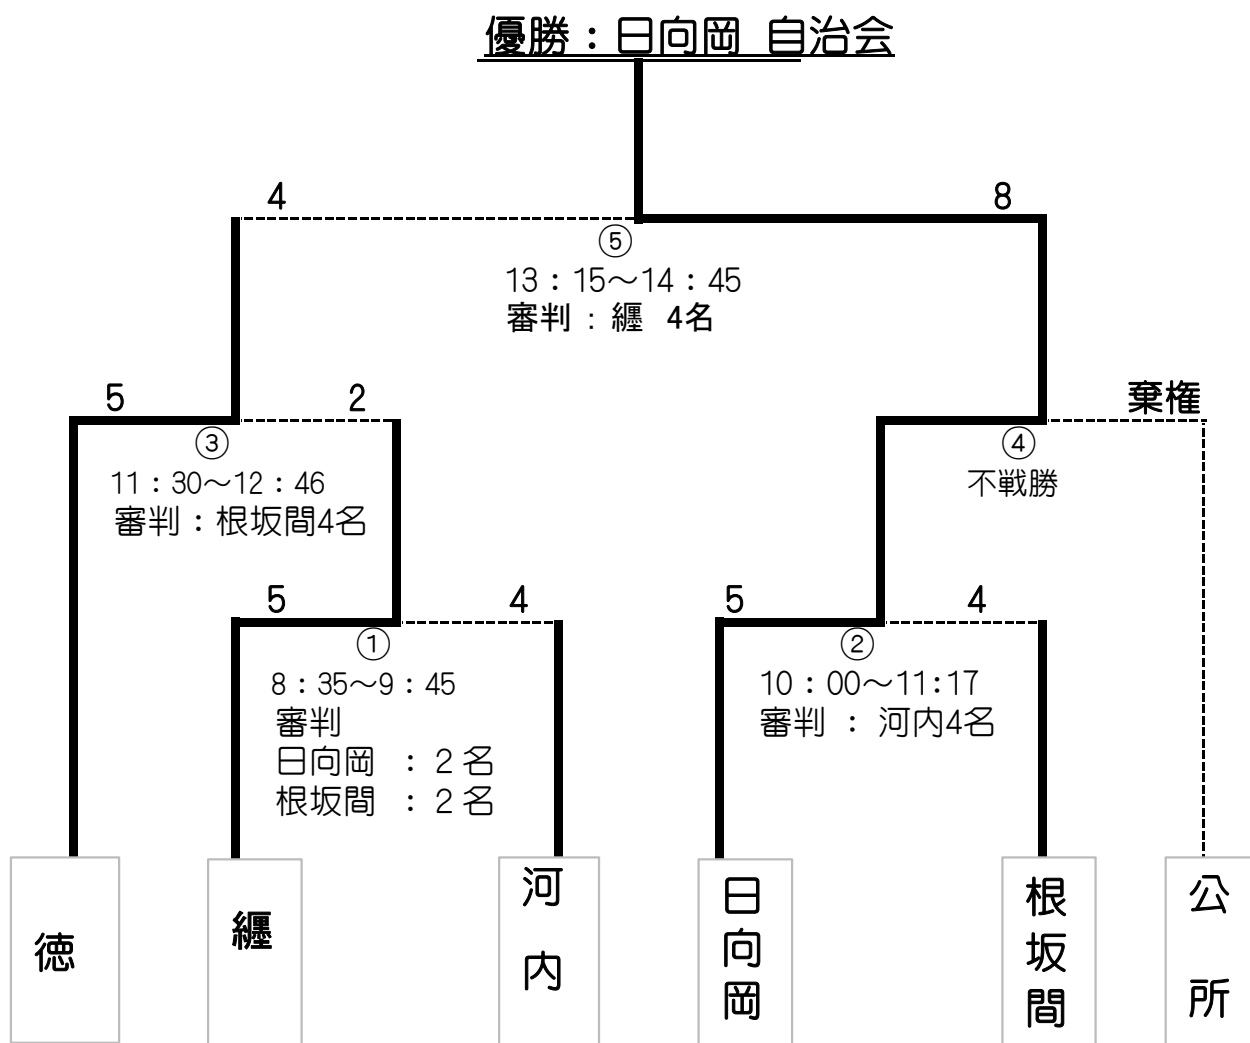 優勝：日向岡 自治会
4
8
⑤
13：15～14：45
審判：纒 4名
5
2
棄権
③
④
11：30～12：46
審判：根坂間4名
不戦勝
5
4
5
4
①
②
8：35～9：45
審判
日向岡 ：２名
根坂間 ：２名
10：00～11:17
審判 ： 河内4名
徳
纒
河内
日向岡
根坂間
公所